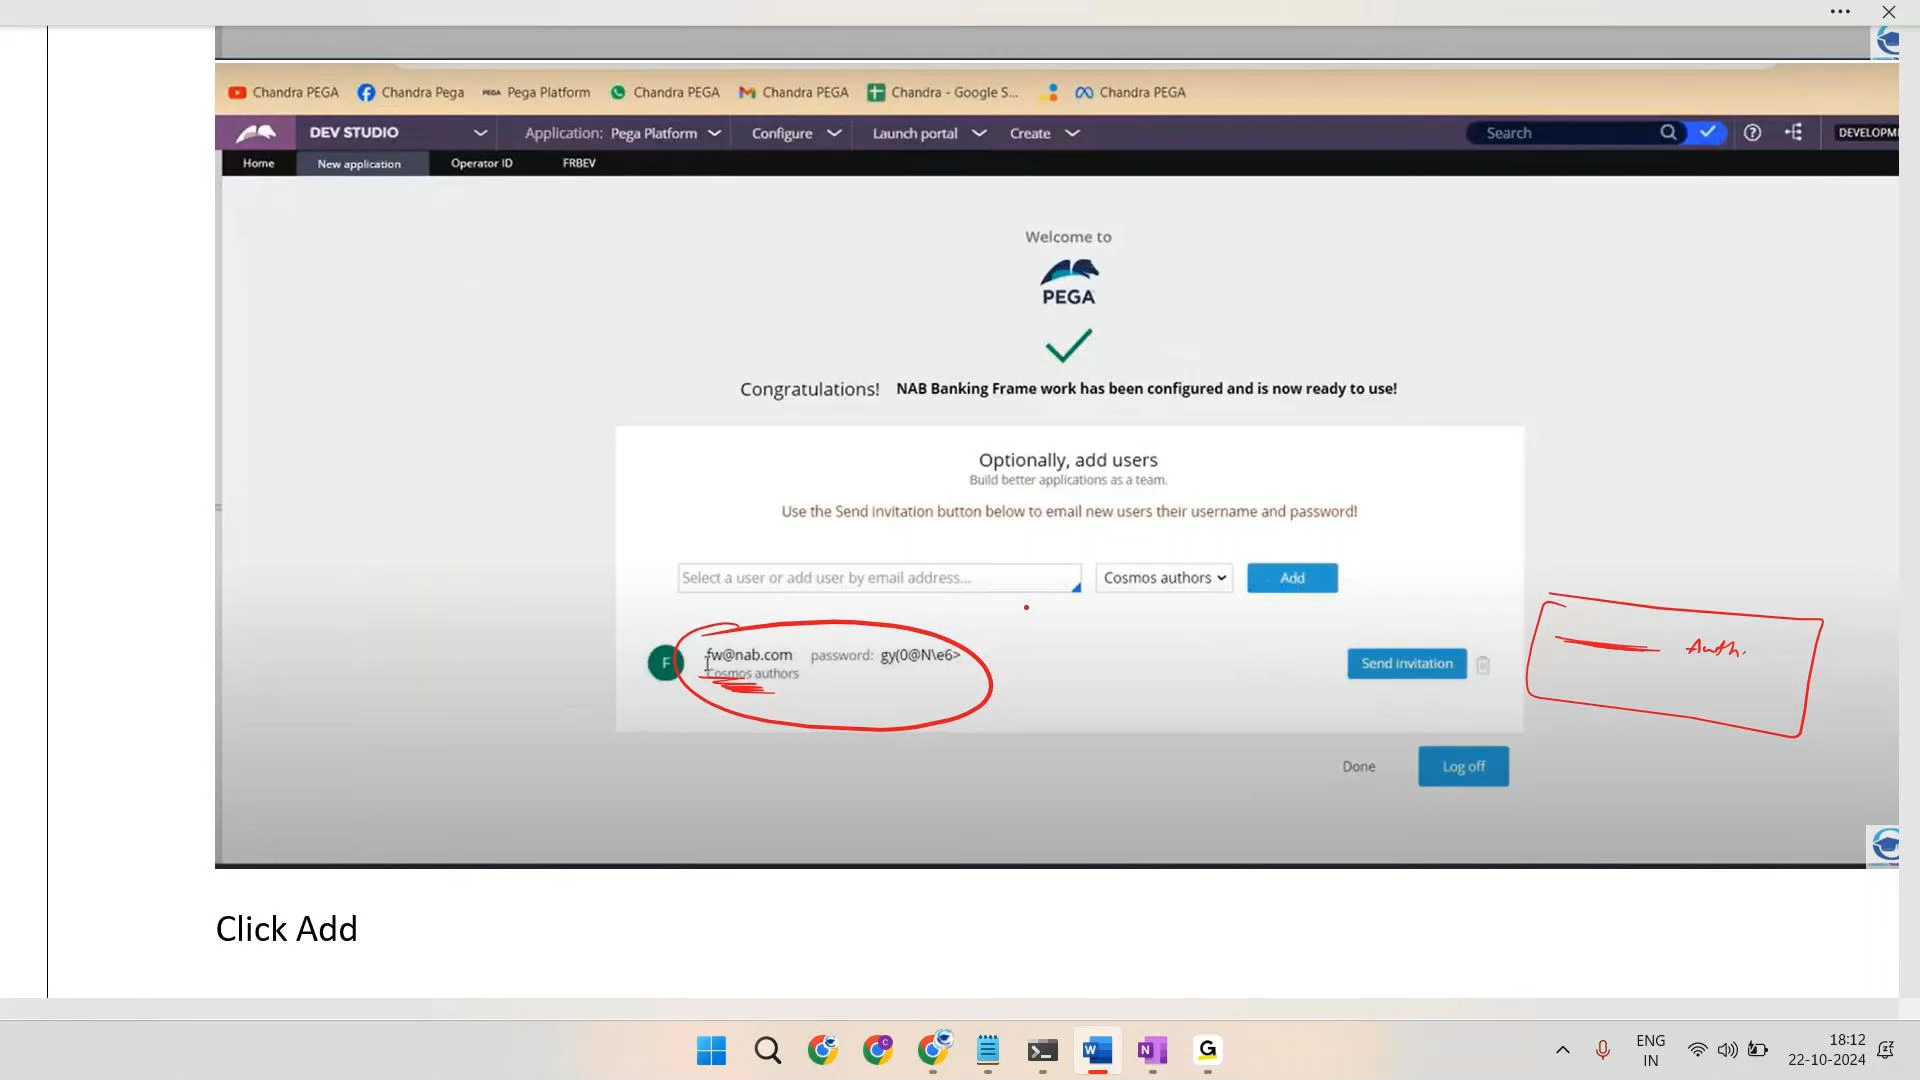 Chandra PEGA
Chandra Pega
PEGA Pega Platform
Chandra PEGA
Chandra PEGA
Chandra - Google S...
Chandra PEGA
DEV STUDIO
Application: Pega Platform
Configure
Launch portal
Create
Search
DEVELOPM
Home
New application
Operator ID
FRBEV
Welcome to
PEGA
Congratulations! NAB Banking Frame work has been configured and is now ready to use!
Optionally, add users
Build better applications as a team.
Use the Send invitation button below to email new users their username and password!
Select a user or add user by email address...
Cosmos authors
Add
F
fw@nab.com password: gy(0@N\e6>
Cosmos authors
Send invitation
Auth.
Done
Log off
Click Add
ENG
IN
18:12
22-10-2024